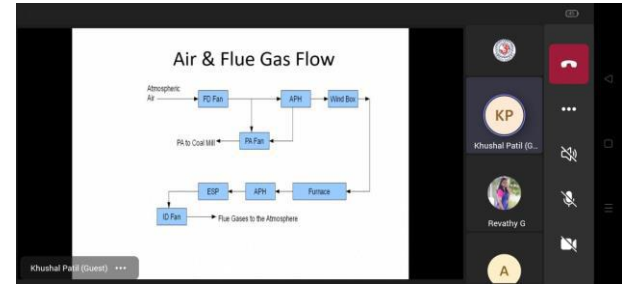 Air & Flue Gas Flow
Atmospheric
Air
FD Fan
APH
Wind Box
PA to Coal Mill
PA Fan
ESP
APH
Furnace
ID Fan
Flue Gases to the Atmosphere
KP
Khushal Patil (G...
Revathy G
A
Khushal Patil (Guest)